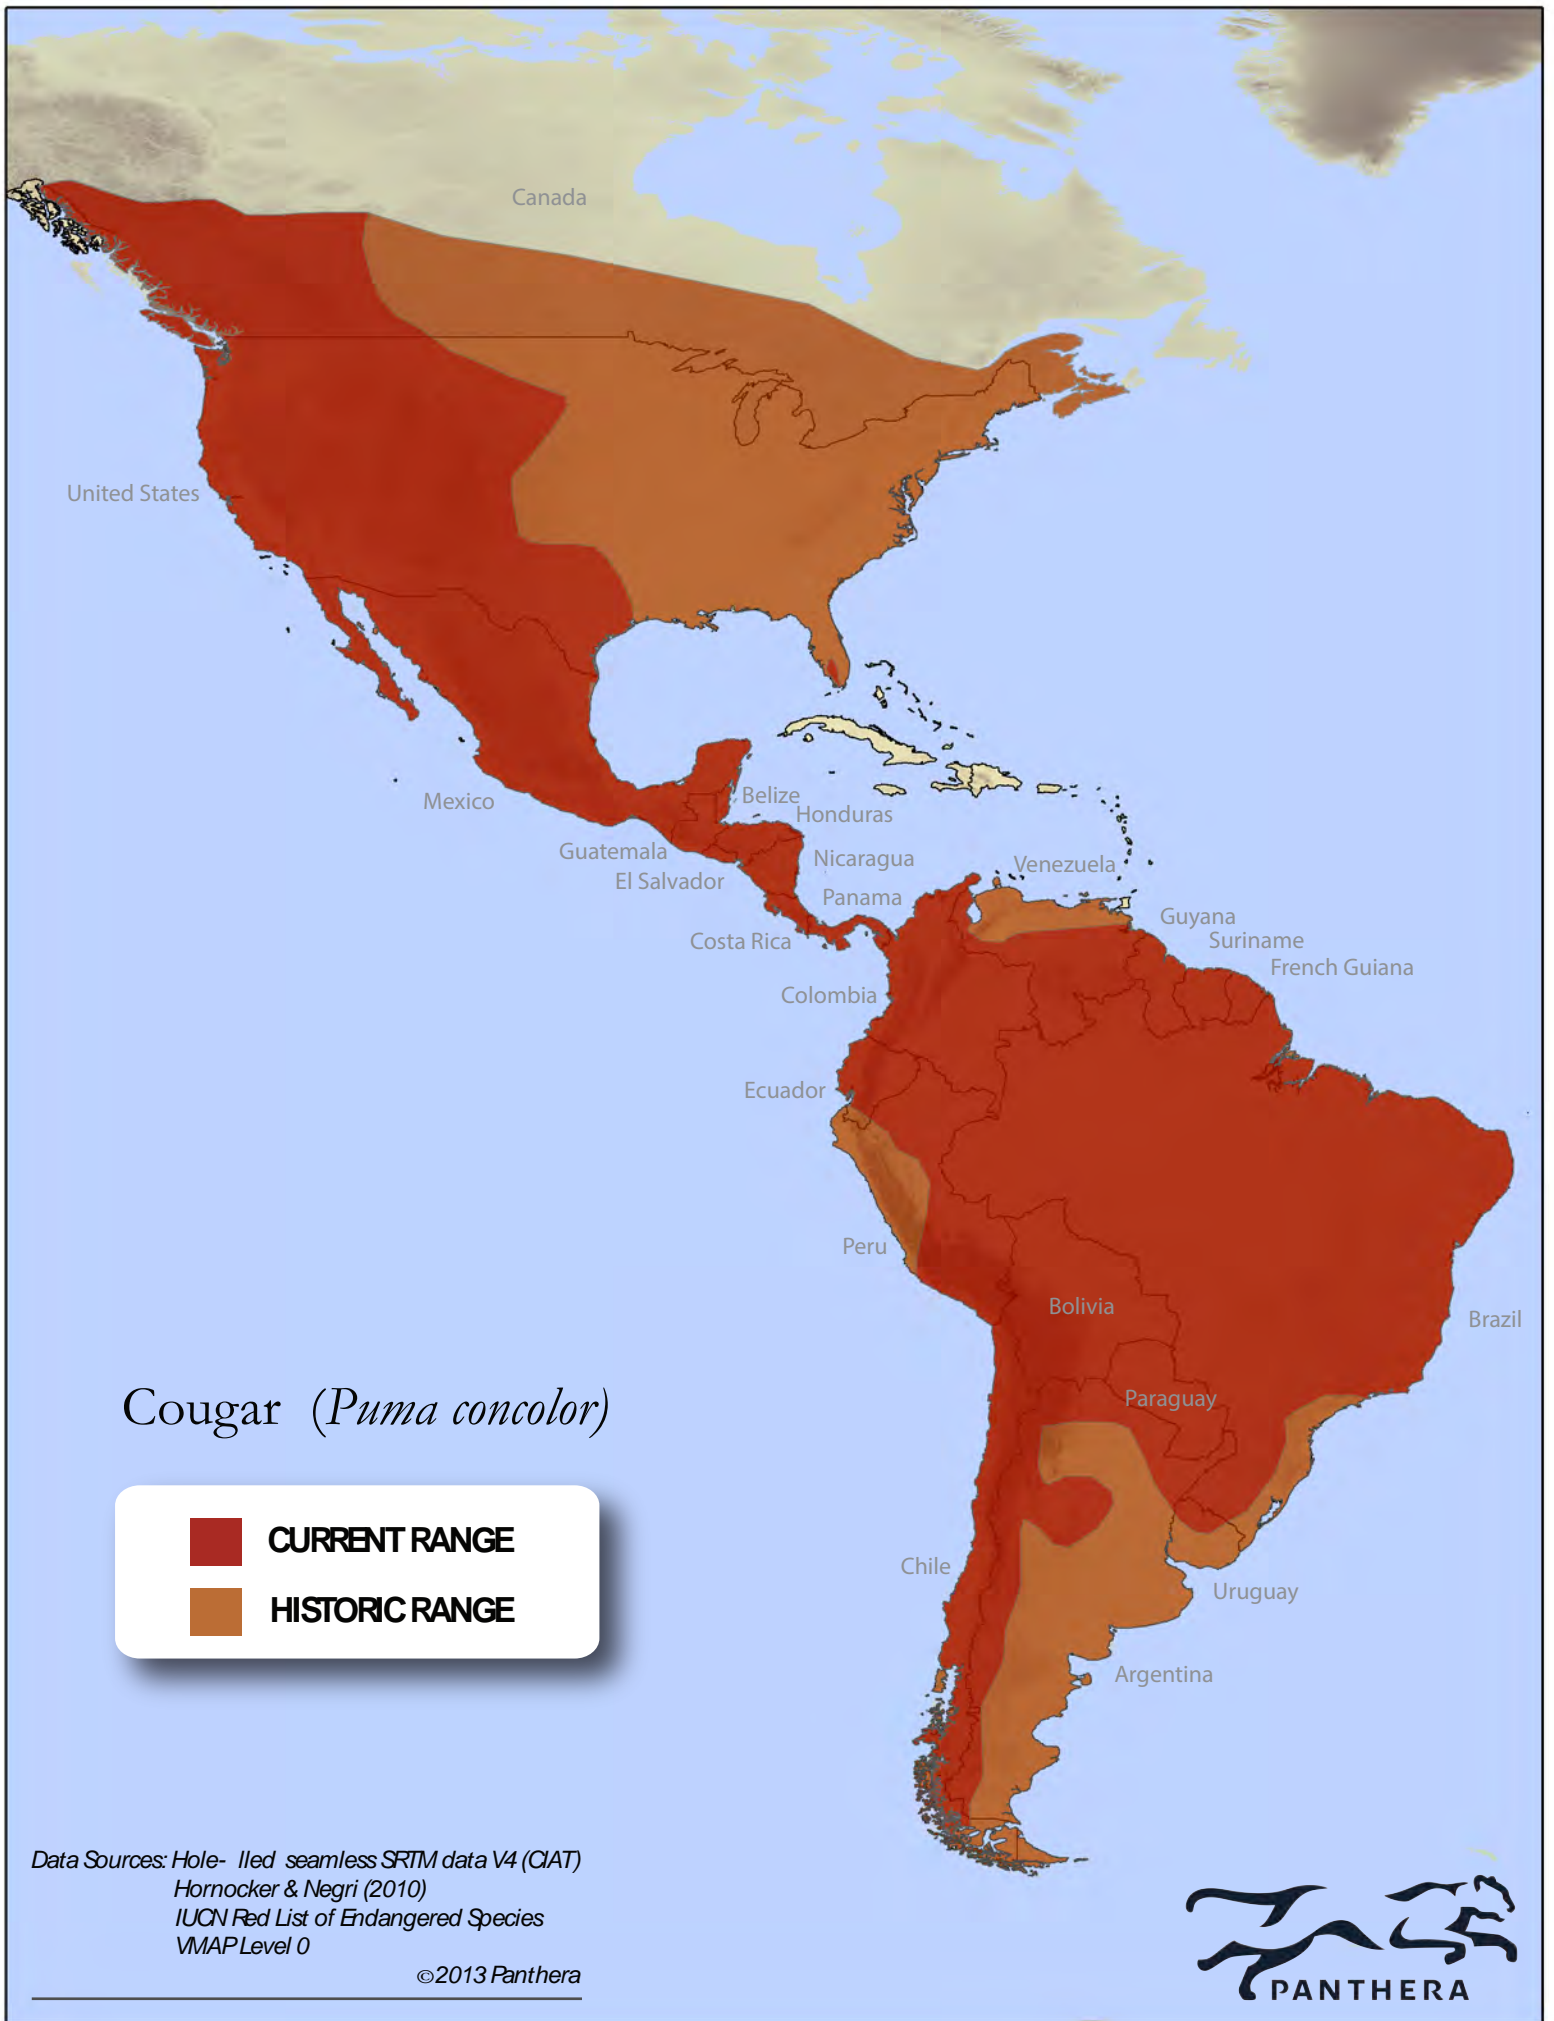 Canada
United States
Mexico
Belize
Honduras
Guatemala
Nicaragua
El Salvador
Venezuela
Panama
Guyana
Costa Rica
Suriname
French Guiana
Colombia
Ecuador
Peru
Bolivia
Brazil
Paraguay
Cougar (Puma concolor)
CURRENT RANGE
HISTORIC RANGE
Chile
Uruguay
Argentina
Data Sources: Hole- lled seamless SRTM data V4 (CIAT)
Hornocker & Negri (2010)
IUCN Red List of Endangered Species
VMAP Level 0
©2013 Panthera
PANTHERA